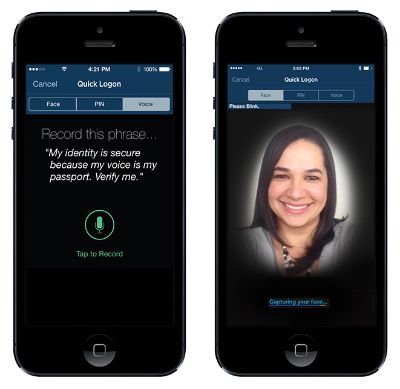 4:21 PM 100%
Cancel Quick Logon
Face PIN Voice
Record this phrase...
"My identity is secure
because my voice is my
passport. Verify me."
Tap to Record
4G 5:05 PM
Cancel Quick Logon
Face PIN Voice
Please Blink.
Capturing your face...